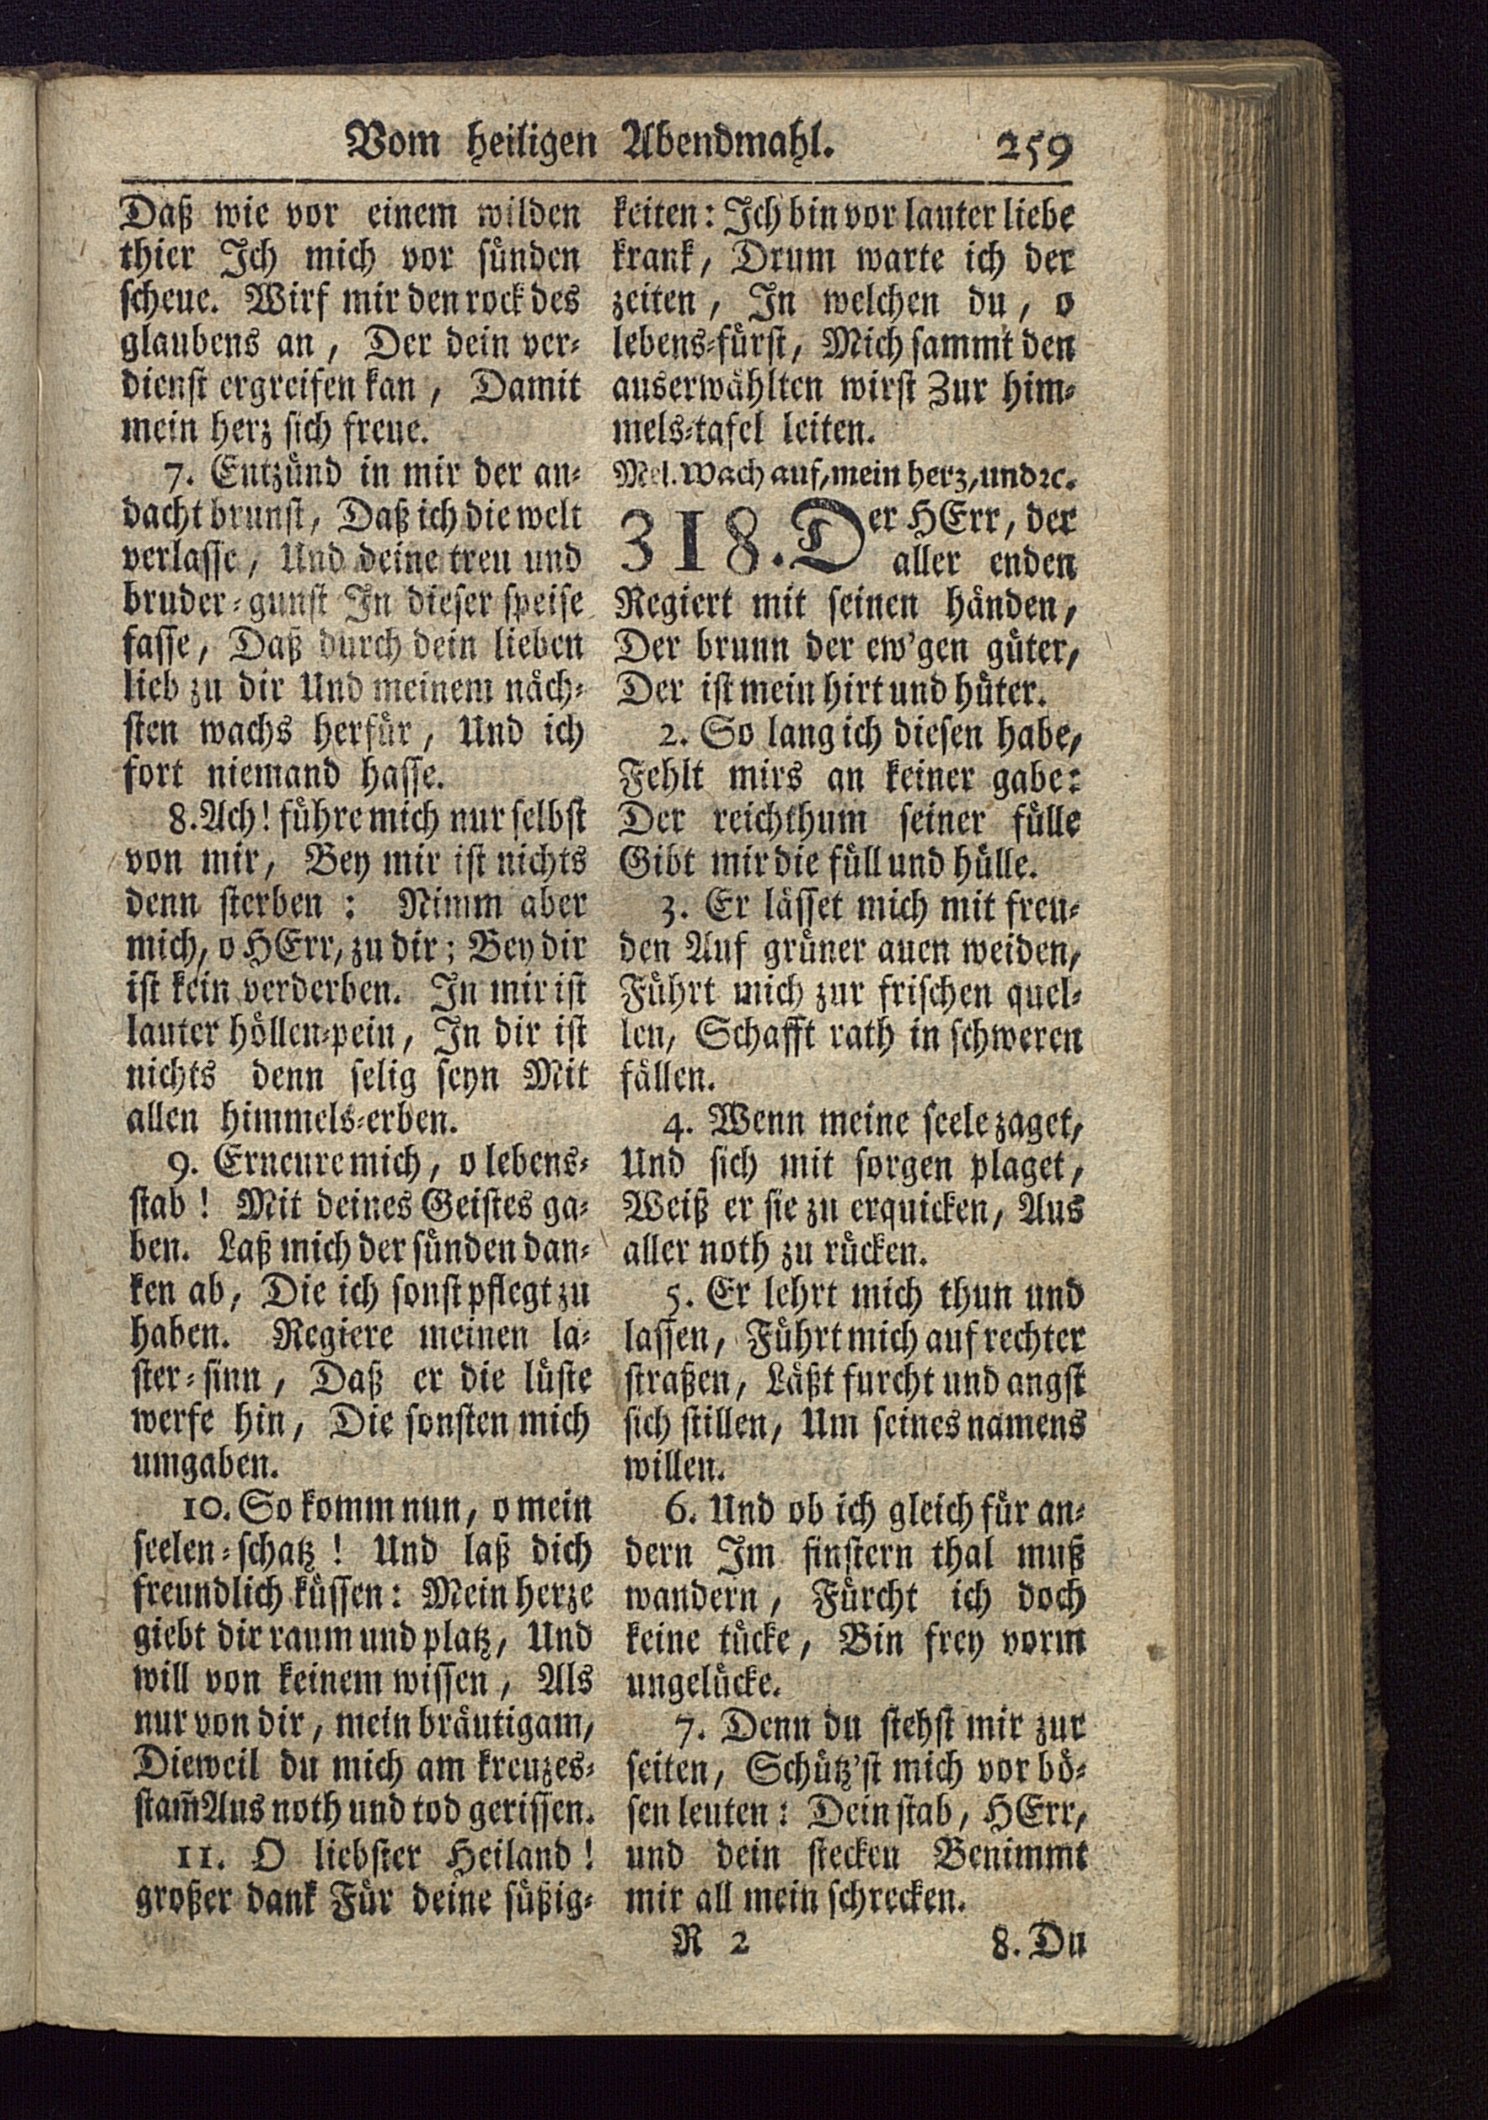 Vom heiligen Abendmahl. 259
Daß wie vor einem wilden
thier Ich mich vor sünden
scheue. Wirf mir den rock des
glaubens an, Der dein ver-
dienst ergreifen kan, Damit
mein herz sich freue.
7. Entzünd in mir der an-
dacht brunst, Daß ich die welt
verlasse, Und deine treu und
bruder-gunst In dieser speise
fasse, Daß durch dein lieben
lieb zu dir Und meinem näch-
sten wachs herfür, Und ich
fort niemand hasse.
8. Ach! führe mich nur selbst
von mir, Bey mir ist nichts
denn sterben: Nimm aber
mich, o HErr, zu dir; Bey dir
ist kein verderben. In mir ist
lauter höllen-pein, In dir ist
nichts denn selig seyn Mit
allen himmels-erben.
9. Erneure mich, o lebens-
stab! Mit deines Geistes ga-
ben. Laß mich der sünden dan-
ken ab, Die ich sonst pflegt zu
haben. Regiere meinen la-
ster-sinn, Daß er die lüste
werfe hin, Die sonsten mich
umgaben.
10. So komm nun, o mein
seelen-schatz! Und laß dich
freundlich küssen: Mein herze
giebt dir raum und platz, Und
will von keinem wissen, Als
nur von dir, mein bräutigam,
Dieweil du mich am kreuzes-
stam̃ Aus noth und tod gerissen.
11. O liebster Heiland!
großer dank Für deine süßig-
keiten: Ich bin vor lauter liebe
krank, Drum warte ich der
zeiten, In welchen du, o
lebens-fürst, Mich sammt den
auserwählten wirst Zur him-
mels-tafel leiten.
Mel. Wach auf, mein herz, und ꝛc.
318. Der HErr, der
aller enden
Regiert mit seinen händen,
Der brunn der ew'gen güter,
Der ist mein hirt und hüter.
2. So lang ich diesen habe,
Fehlt mirs an keiner gabe:
Der reichthum seiner fülle
Gibt mir die füll und hülle.
3. Er lässet mich mit freu-
den Auf grüner auen weiden,
Führt mich zur frischen quel-
len, Schafft rath in schweren
fällen.
4. Wenn meine seele zaget,
Und sich mit sorgen plaget,
Weiß er sie zu erquicken, Aus
aller noth zu rücken.
5. Er lehrt mich thun und
lassen, Führt mich auf rechter
straßen, Läßt furcht und angst
sich stillen, Um seines namens
willen.
6. Und ob ich gleich für an-
dern Im finstern thal muß
wandern, Fürcht ich doch
keine tücke, Bin frey vorm
ungelücke.
7. Denn du stehst mir zur
seiten, Schütz'st mich vor bö-
sen leuten: Dein stab, HErr,
und dein stecken Benimmt
mir all mein schrecken.
R 2 8. Du